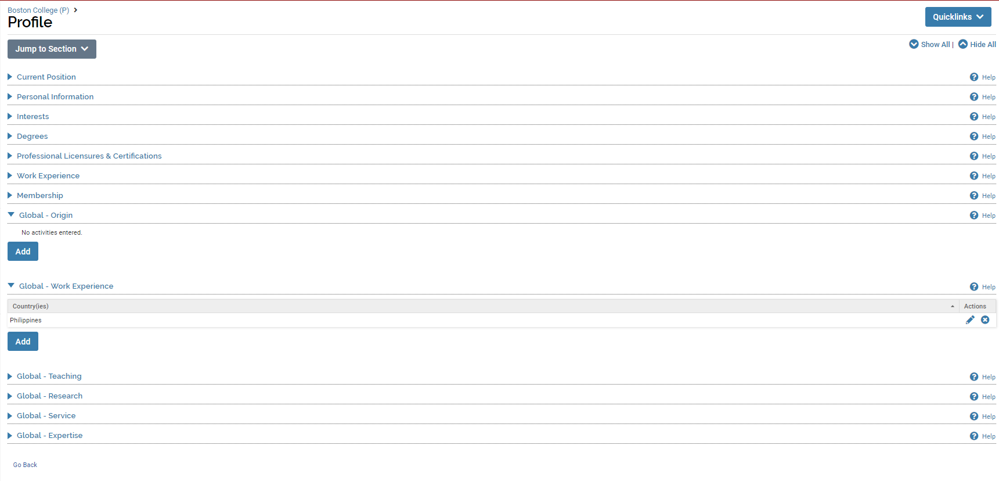 Boston College (P) >
Profile
Quicklinks
Jump to Section
Show All | Hide All
Current Position
? Help
Personal Information
? Help
Interests
? Help
Degrees
? Help
Professional Licensures & Certifications
? Help
Work Experience
? Help
Membership
? Help
Global - Origin
? Help
No activities entered.
Add
Global - Work Experience
? Help
Country(ies)
Actions
Philippines
Add
Global - Teaching
? Help
Global - Research
? Help
Global - Service
? Help
Global - Expertise
? Help
Go Back